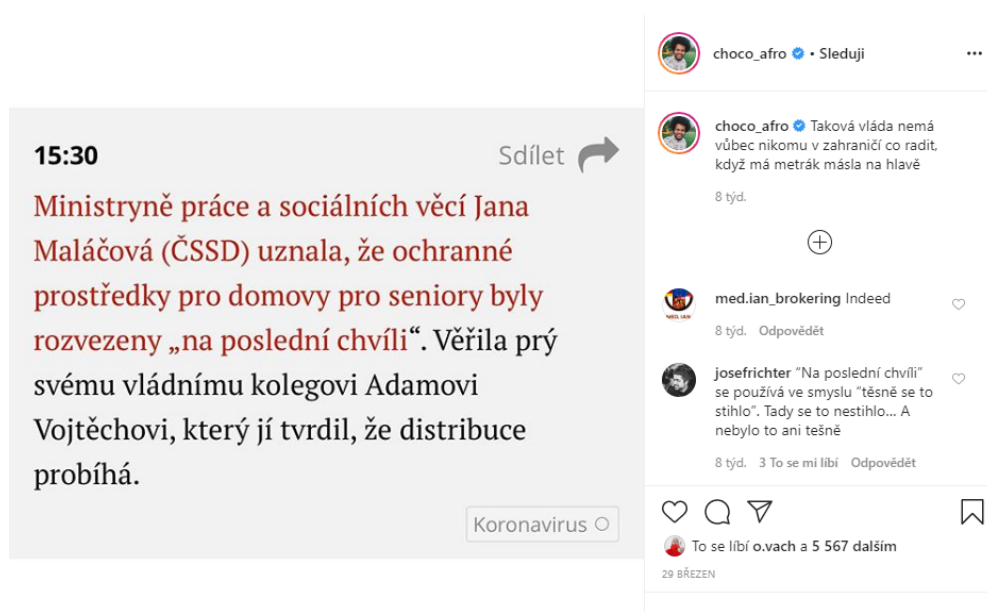 15:30
Sdílet
Ministryně práce a sociálních věcí Jana
Maláčová (ČSSD) uznala, že ochranné
prostředky pro domovy pro seniory byly
rozvezeny „na poslední chvíli“. Věřila prý
svému vládnímu kolegovi Adamovi
Vojtěchovi, který jí tvrdil, že distribuce
probíhá.
Koronavirus
choco_afro • Sleduji
choco_afro Taková vláda nemá
vůbec nikomu v zahraničí co radit,
když má metrák másla na hlavě
8 týd.
med.ian_brokering Indeed
8 týd. Odpovědět
josefrichter “Na poslední chvíli”
se používá ve smyslu “těsně se to
stihlo”. Tady se to nestihlo... A
nebylo to ani tešně
8 týd. 3 To se mi líbí Odpovědět
To se líbí o.vach a 5 567 dalším
29 BŘEZEN